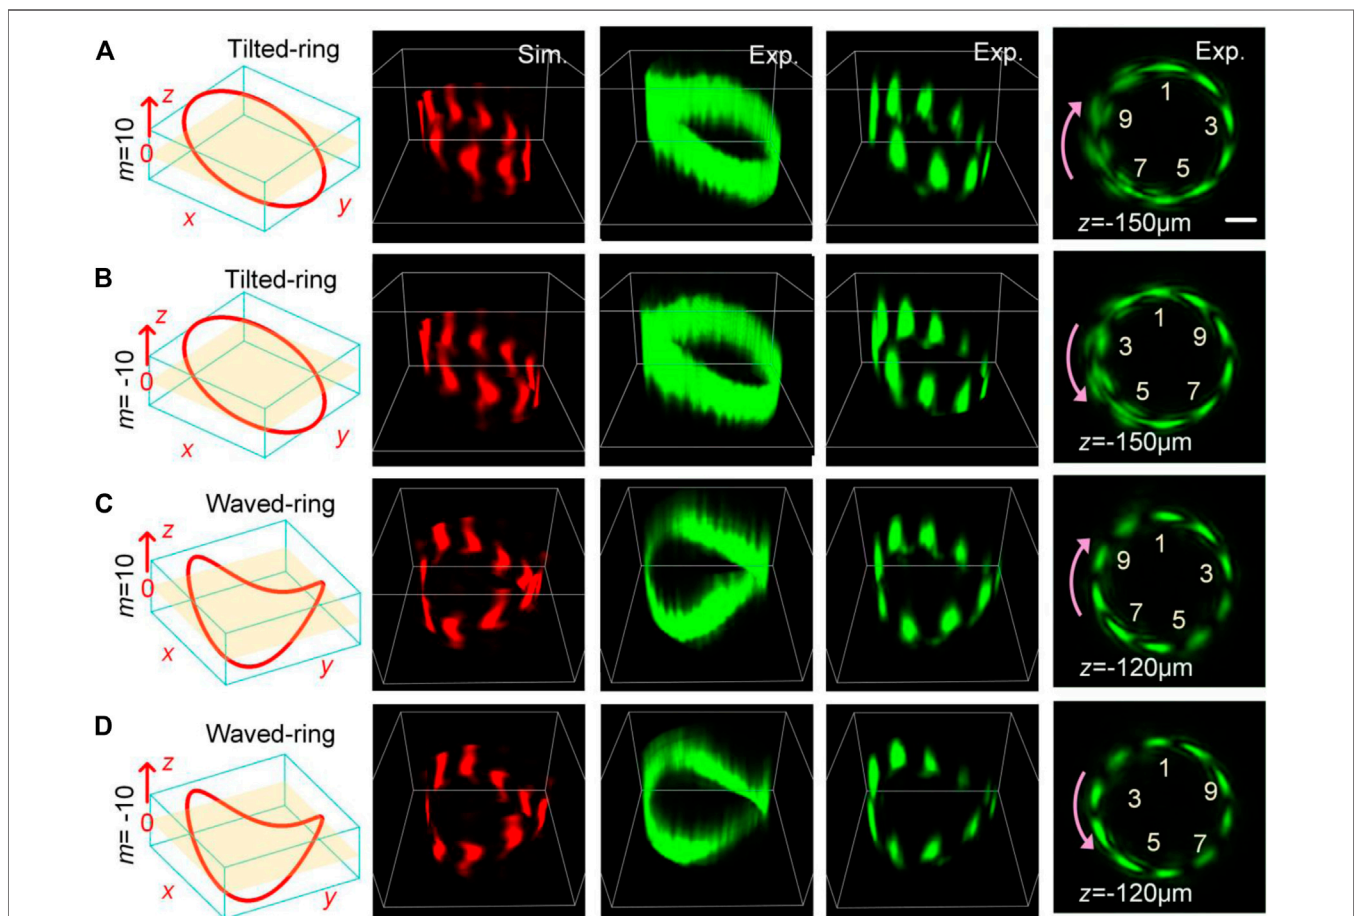 A
Tilted-ring
Sim.
Exp.
Exp.
Exp.
z
m=10
0
x
y
1
3
5
7
9
z=-150μm
B
Tilted-ring
z
m= -10
0
x
y
1
9
3
5
7
z=-150μm
C
Waved-ring
z
m=10
0
x
y
1
9
3
7
5
z=-120μm
D
Waved-ring
z
m= -10
0
x
y
1
3
9
5
7
z=-120μm